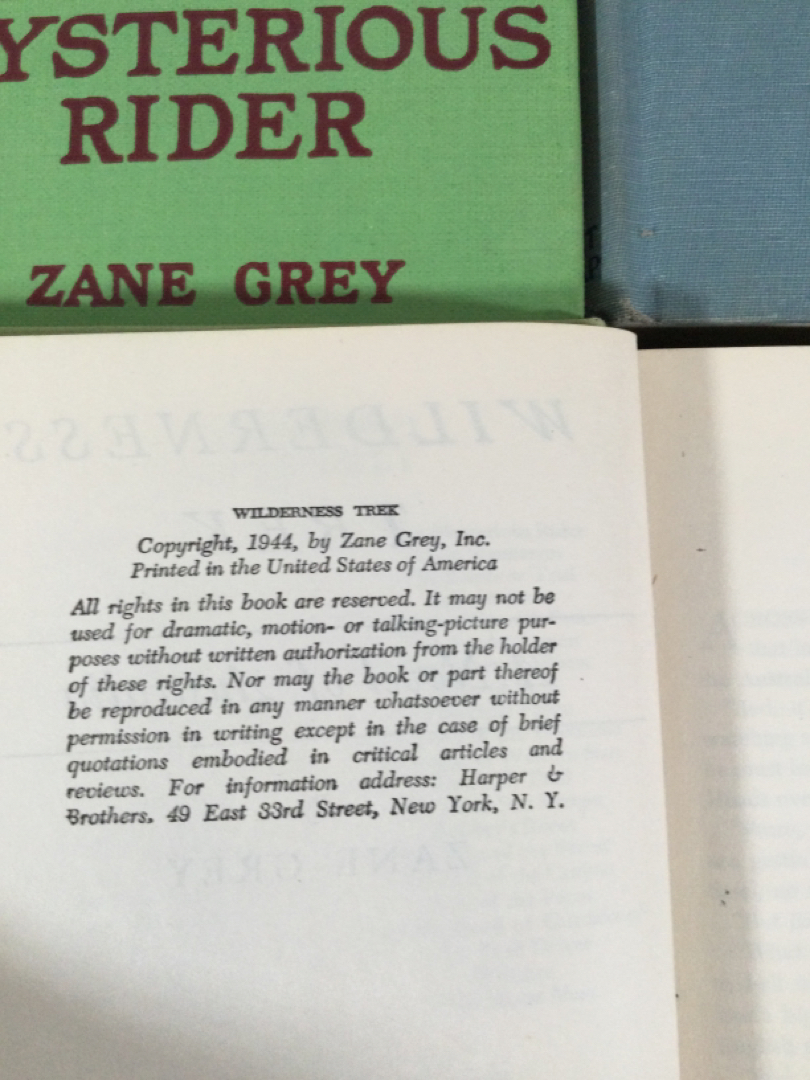 YSTERIOUS
RIDER
ZANE GREY
WILDERNESS
WILDERNESS TREK
Copyright, 1944, by Zane Grey, Inc.
Printed in the United States of America
All rights in this book are reserved. It may not be
used for dramatic, motion- or talking-picture pur-
poses without written authorization from the holder
of these rights. Nor may the book or part thereof
be reproduced in any manner whatsoever without
permission in writing except in the case of brief
quotations embodied in critical articles and
reviews. For information address: Harper &
Brothers, 49 East 33rd Street, New York, N. Y.
ZANE GREY